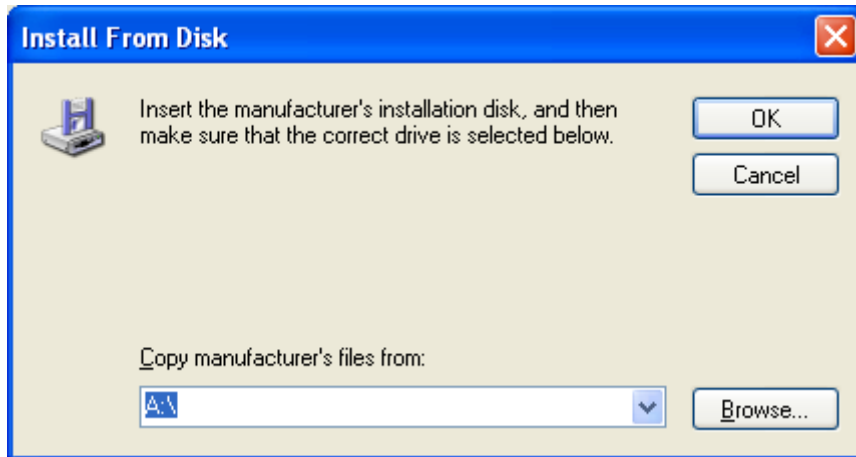 Install From Disk
Insert the manufacturer's installation disk, and then
make sure that the correct drive is selected below.
OK
Cancel
Copy manufacturer's files from:
A:\
Browse...